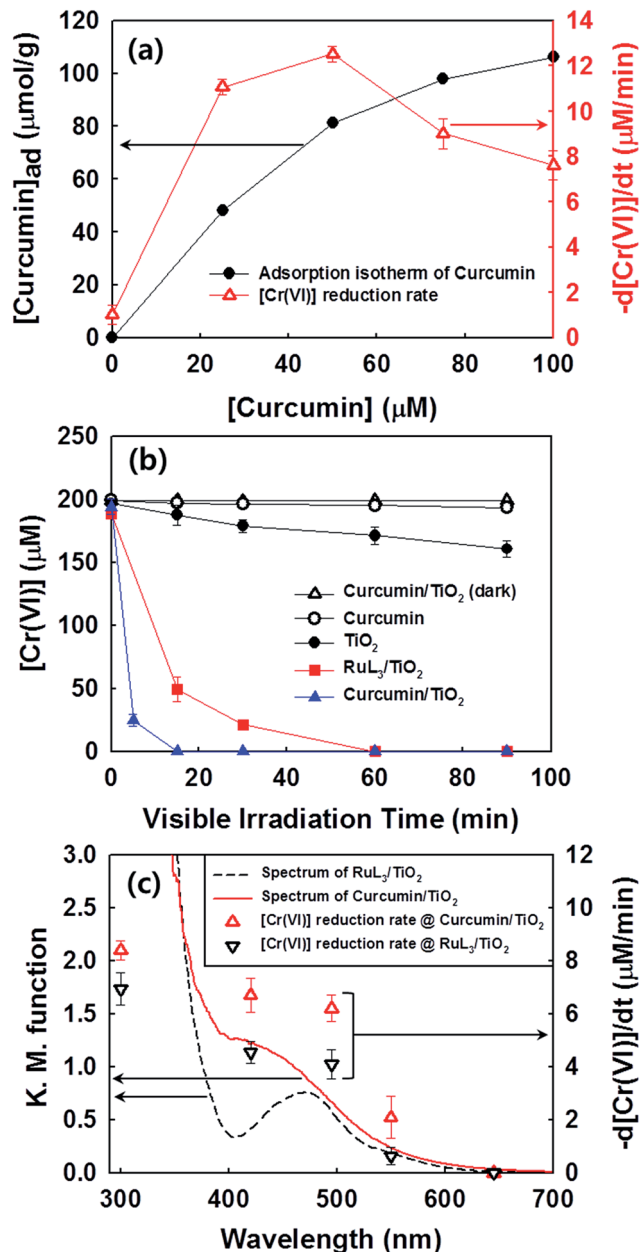 (a)
[Curcumin]ad (μmol/g)
120
100
80
60
40
20
0
14
12
10
8
6
4
2
0
-d[Cr(VI)]/dt (μM/min)
Adsorption isotherm of Curcumin
[Cr(VI)] reduction rate
0 20 40 60 80 100
[Curcumin] (μM)
(b)
[Cr(VI)] (μM)
250
200
150
100
50
0
Curcumin/TiO2 (dark)
Curcumin
TiO2
RuL3/TiO2
Curcumin/TiO2
0 20 40 60 80 100
Visible Irradiation Time (min)
(c)
K. M. function
3.0
2.5
2.0
1.5
1.0
0.5
0.0
Spectrum of RuL3/TiO2
Spectrum of Curcumin/TiO2
[Cr(VI)] reduction rate @ Curcumin/TiO2
[Cr(VI)] reduction rate @ RuL3/TiO2
12
10
8
6
4
2
0
-d[Cr(VI)]/dt (μM/min)
300 400 500 600 700
Wavelength (nm)